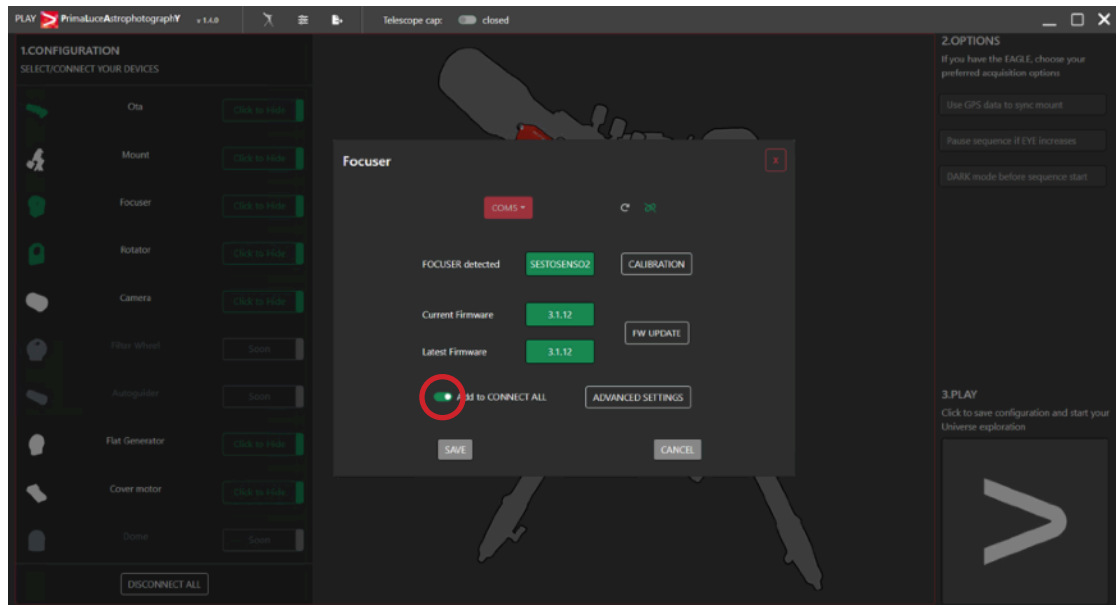 PLAY PrimaLuceAstrophotographY v 1.4.0 Telescope cap: closed
1.CONFIGURATION
SELECT/CONNECT YOUR DEVICES
Ota Click to Hide
Mount Click to Hide
Focuser Click to Hide
Rotator Click to Hide
Camera Click to Hide
Filter Wheel Soon
Autoguider Soon
Flat Generator Click to Hide
Cover motor Click to Hide
Dome Soon
DISCONNECT ALL
Focuser x
COM5
FOCUSER detected SESTOSENSO2 CALIBRATION
Current Firmware 3.1.12
FW UPDATE
Latest Firmware 3.1.12
Add to CONNECT ALL ADVANCED SETTINGS
SAVE CANCEL
2.OPTIONS
If you have the EAGLE, choose your
preferred acquisition options
Use GPS data to sync mount
Pause sequence if EYE increases
DARK mode before sequence start
3.PLAY
Click to save configuration and start your
Universe exploration